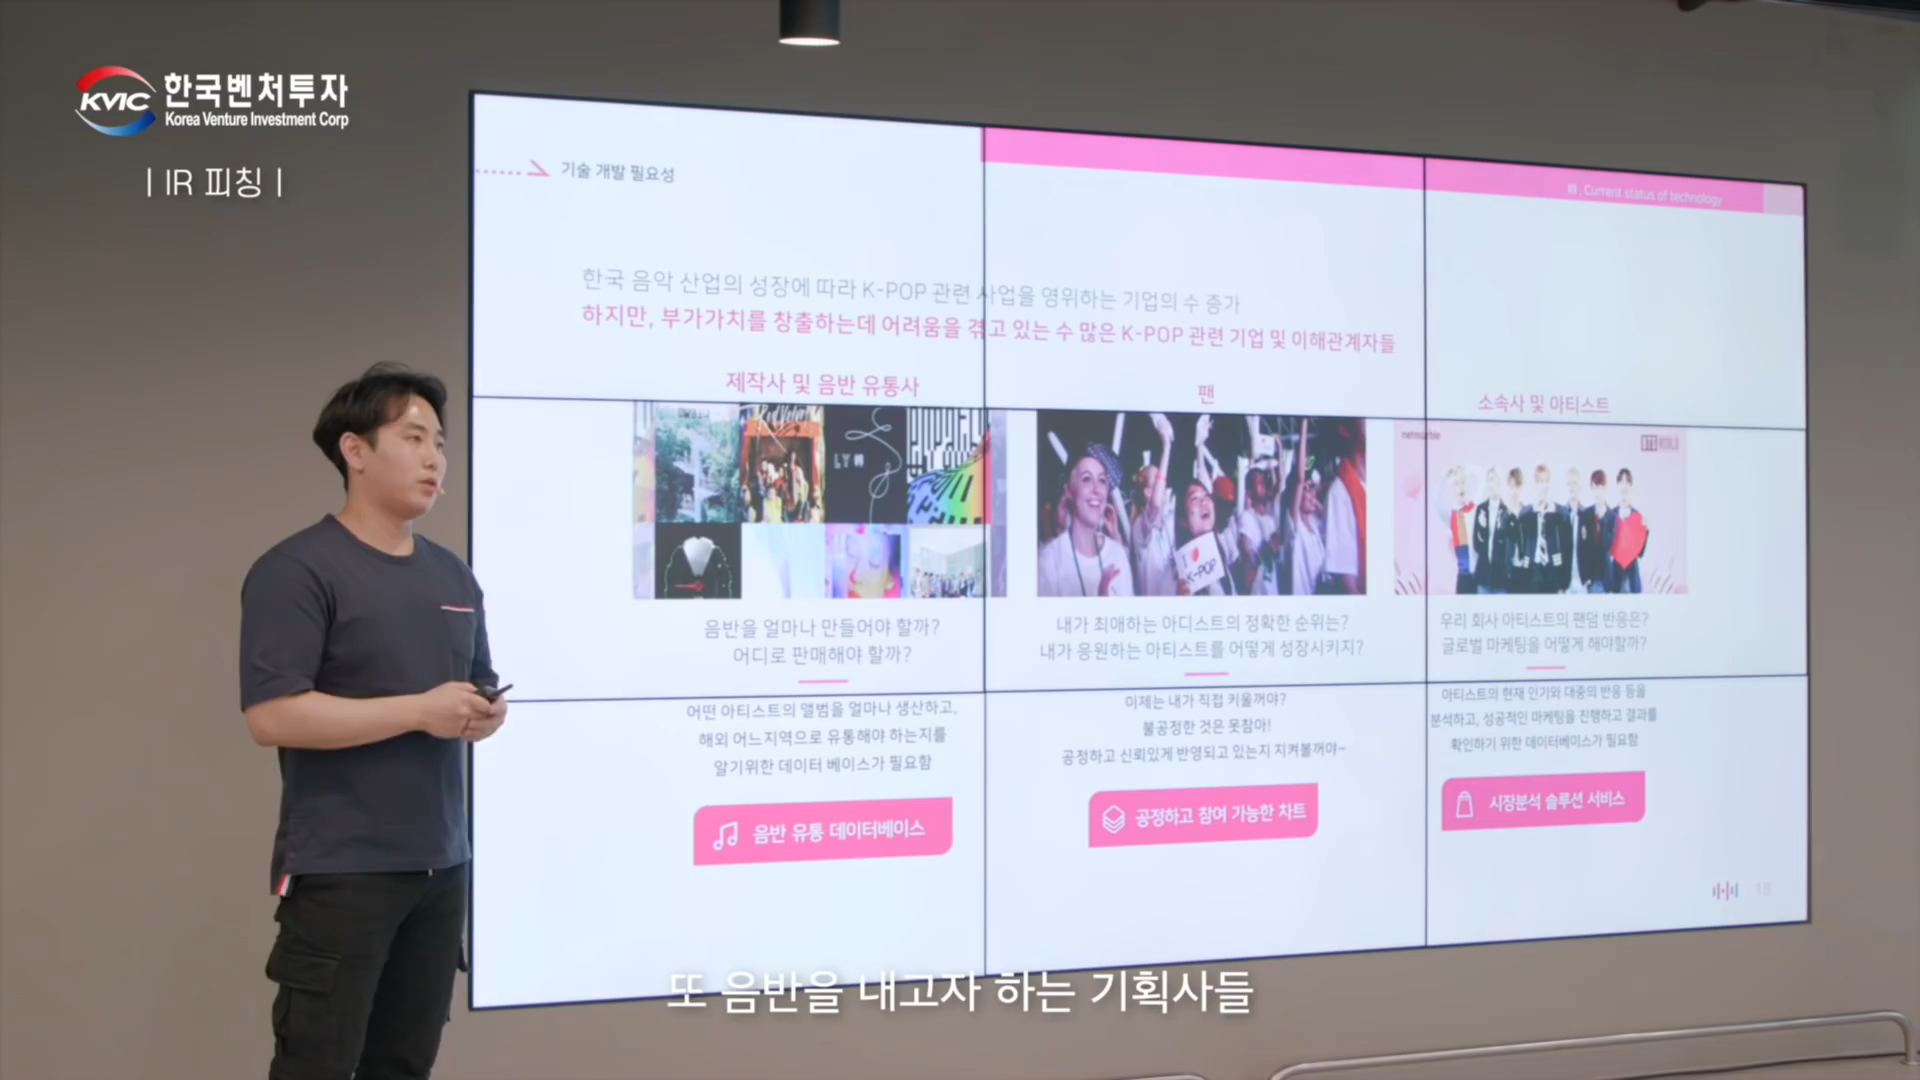 KVIC 한국벤처투자
Korea Venture Investment Corp
| IR 피칭 |
기술 개발 필요성
Ⅲ. Current status of technology
한국 음악 산업의 성장에 따라 K-POP 관련 사업을 영위하는 기업의 수 증가
하지만, 부가가치를 창출하는데 어려움을 겪고 있는 수 많은 K-POP 관련 기업 및 이해관계자들
제작사 및 음반 유통사
팬
소속사 및 아티스트
Red Velvet
LY
I
K-POP
netmarble
BTS WORLD
음반을 얼마나 만들어야 할까?
어디로 판매해야 할까?
내가 최애하는 아디스트의 정확한 순위는?
내가 응원하는 아티스트를 어떻게 성장시키지?
우리 회사 아티스트의 팬덤 반응은?
글로벌 마케팅을 어떻게 해야할까?
어떤 아티스트의 앨범을 얼마나 생산하고,
해외 어느지역으로 유통해야 하는지를
알기위한 데이터 베이스가 필요함
이제는 내가 직접 키울꺼야?
불공정한 것은 못참아!
공정하고 신뢰있게 반영되고 있는지 지켜볼꺼야~
아티스트의 현재 인기와 대중의 반응 등을
분석하고, 성공적인 마케팅을 진행하고 결과를
확인하기 위한 데이터베이스가 필요함
음반 유통 데이터베이스
공정하고 참여 가능한 차트
시장분석 솔루션 서비스
18
또 음반을 내고자 하는 기획사들